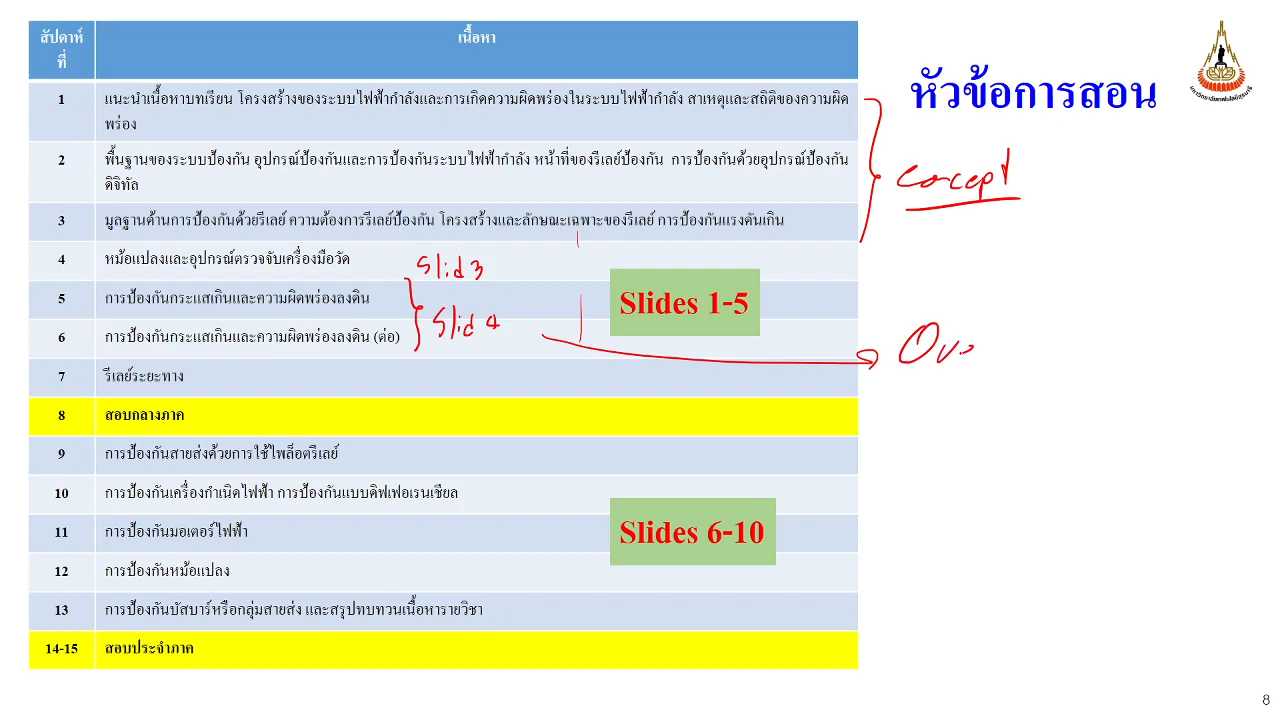 สัปดาห์
ที่
เนื้อหา
1
แนะนำเนื้อหาบทเรียน โครงสร้างของระบบไฟฟ้ากำลังและการเกิดความผิดพร่องในระบบไฟฟ้ากำลัง สาเหตุและสถิติของความผิด
พร่อง
2
พื้นฐานของระบบป้องกัน อุปกรณ์ป้องกันและการป้องกันระบบไฟฟ้ากำลัง หน้าที่ของรีเลย์ป้องกัน การป้องกันด้วยอุปกรณ์ป้องกัน
ดิจิทัล
3
มูลฐานด้านการป้องกันด้วยรีเลย์ ความต้องการรีเลย์ป้องกัน โครงสร้างและลักษณะเฉพาะของรีเลย์ การป้องกันแรงดันเกิน
4
หม้อแปลงและอุปกรณ์ตรวจจับเครื่องมือวัด
5
การป้องกันกระแสเกินและความผิดพร่องลงดิน
6
การป้องกันกระแสเกินและความผิดพร่องลงดิน (ต่อ)
7
รีเลย์ระยะทาง
8
สอบกลางภาค
9
การป้องกันสายส่งด้วยการใช้ไพล็อตรีเลย์
10
การป้องกันเครื่องกำเนิดไฟฟ้า การป้องกันแบบดิฟเฟอเรนเชียล
11
การป้องกันมอเตอร์ไฟฟ้า
12
การป้องกันหม้อแปลง
13
การป้องกันบัสบาร์หรือกลุ่มสายส่ง และสรุปทบทวนเนื้อหารายวิชา
14-15
สอบประจำภาค
Slid 3
Slid 4
Slides 1-5
Slides 6-10
หัวข้อการสอน
มหาวิทยาลัยเทคโนโลยีสุรนารี
concept
Ov
8